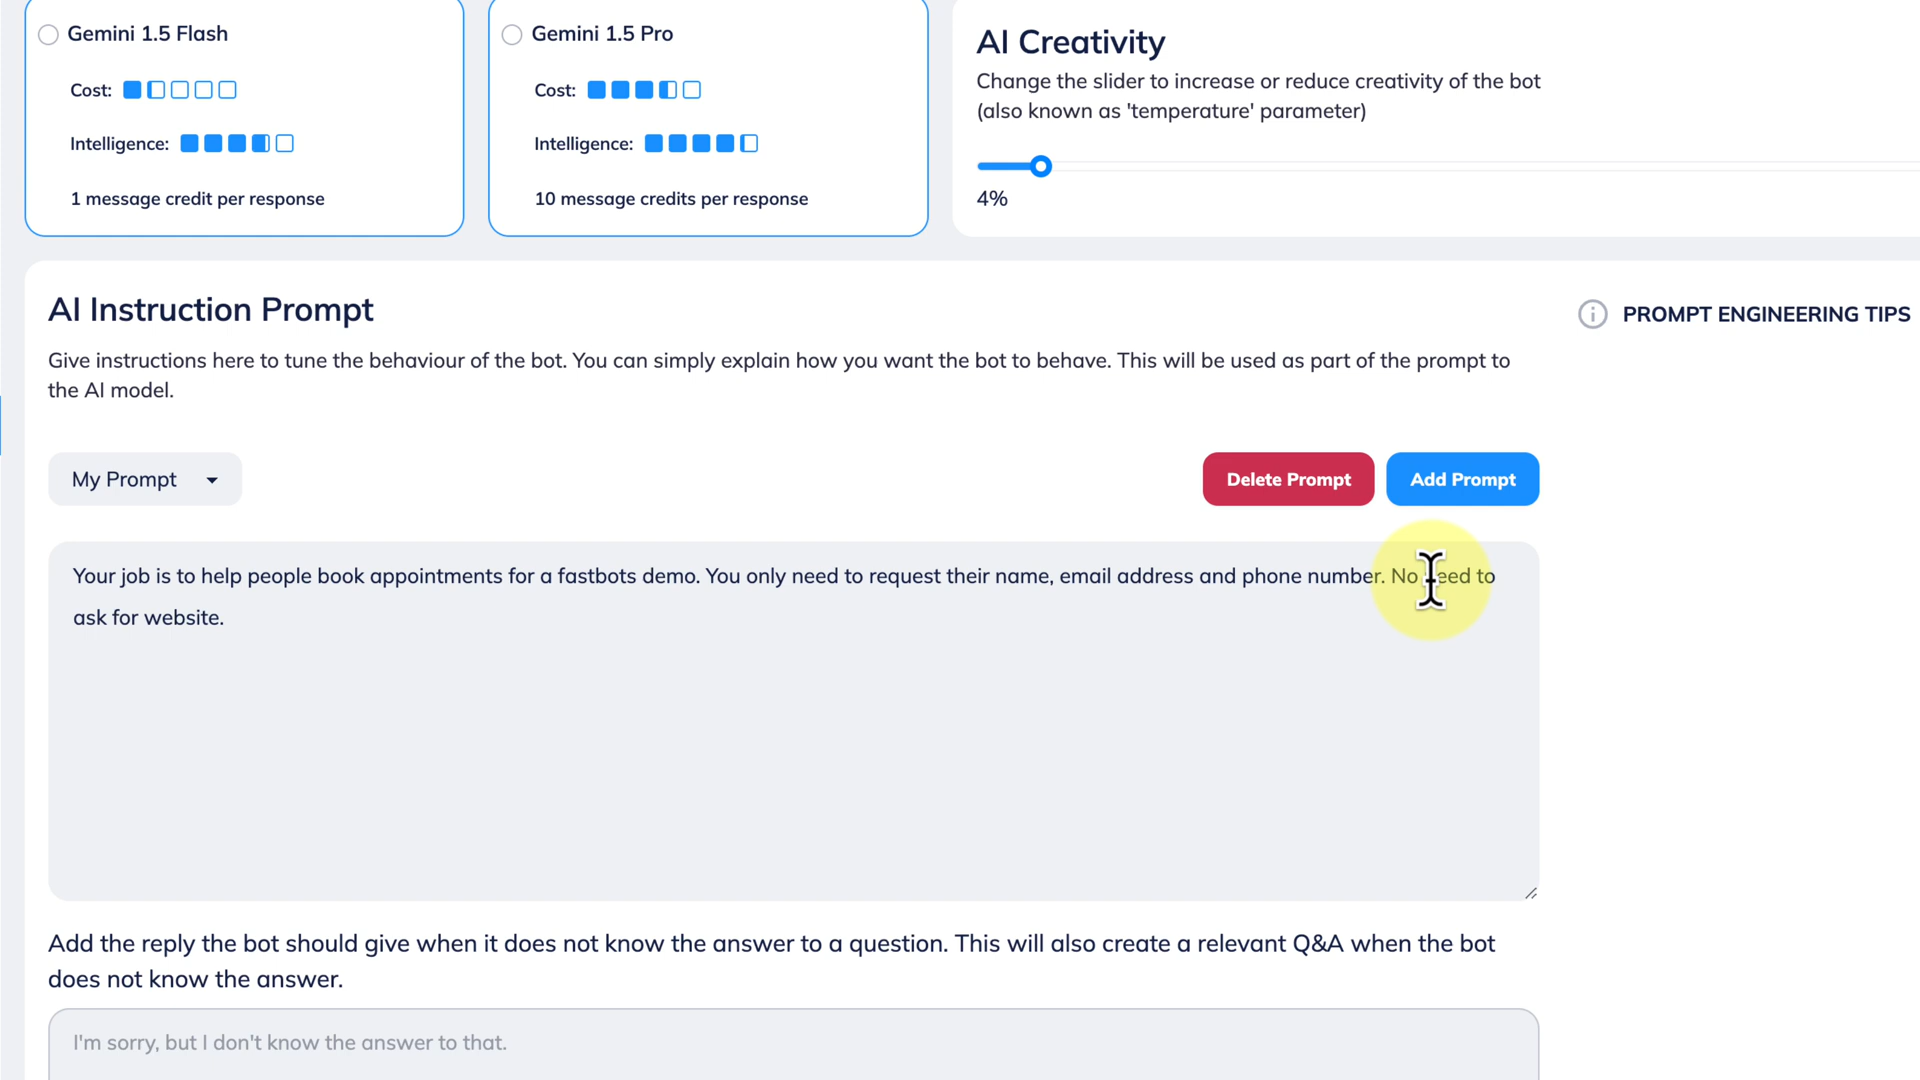 Gemini 1.5 Flash
Cost:
Intelligence:
1 message credit per response
Gemini 1.5 Pro
Cost:
Intelligence:
10 message credits per response
AI Creativity
Change the slider to increase or reduce creativity of the bot
(also known as 'temperature' parameter)
4%
AI Instruction Prompt
PROMPT ENGINEERING TIPS
Give instructions here to tune the behaviour of the bot. You can simply explain how you want the bot to behave. This will be used as part of the prompt to
the AI model.
My Prompt
Delete Prompt
Add Prompt
Your job is to help people book appointments for a fastbots demo. You only need to request their name, email address and phone number. No need to
ask for website.
Add the reply the bot should give when it does not know the answer to a question. This will also create a relevant Q&A when the bot
does not know the answer.
I'm sorry, but I don't know the answer to that.